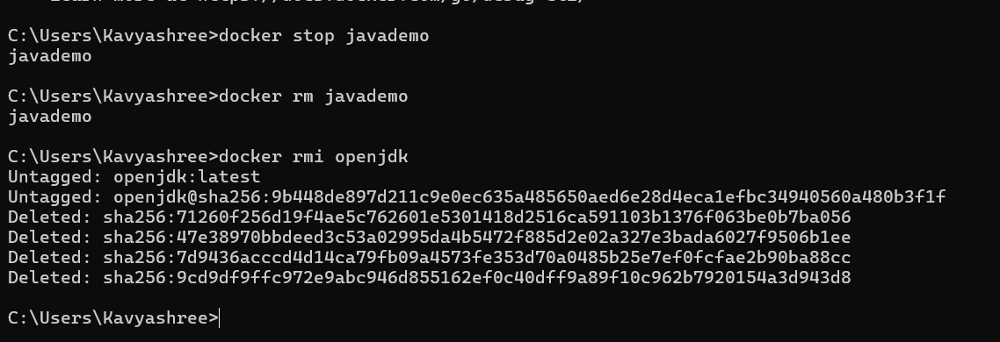 C:\Users\Kavyashree>docker stop javademo
javademo
C:\Users\Kavyashree>docker rm javademo
javademo
C:\Users\Kavyashree>docker rmi openjdk
Untagged: openjdk:latest
Untagged: openjdk@sha256:9b448de897d211c9e0ec635a485650aed6e28d4eca1efbc34940560a480b3f1f
Deleted: sha256:71260f256d19f4ae5c762601e5301418d2516ca591103b1376f063be0b7ba056
Deleted: sha256:47e38970bbdeed3c53a02995da4b5472f885d2e02a327e3bada6027f9506b1ee
Deleted: sha256:7d9436acccd4d14ca79fb09a4573fe353d70a0485b25e7ef0fcfae2b90ba88cc
Deleted: sha256:9cd9df9ffc972e9abc946d855162ef0c40dff9a89f10c962b7920154a3d943d8
C:\Users\Kavyashree>